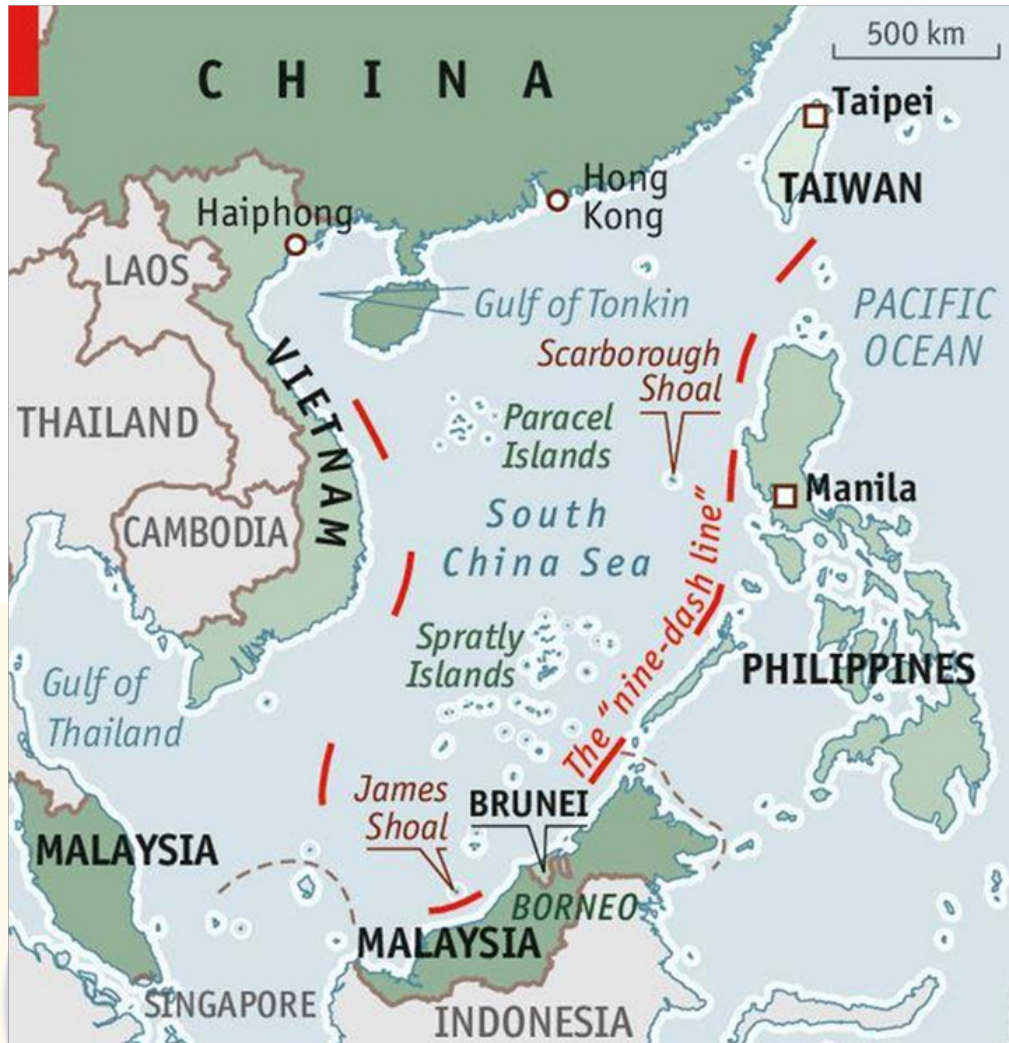 500 km
CHINA
Taipei
TAIWAN
Hong
Kong
Haiphong
LAOS
Gulf of Tonkin
PACIFIC
OCEAN
Scarborough
Shoal
VIETNAM
THAILAND
Paracel
Islands
Manila
South
China Sea
CAMBODIA
The "nine-dash line"
Spratly
Islands
PHILIPPINES
Gulf of
Thailand
James
Shoal
BRUNEI
MALAYSIA
BORNEO
MALAYSIA
SINGAPORE
INDONESIA